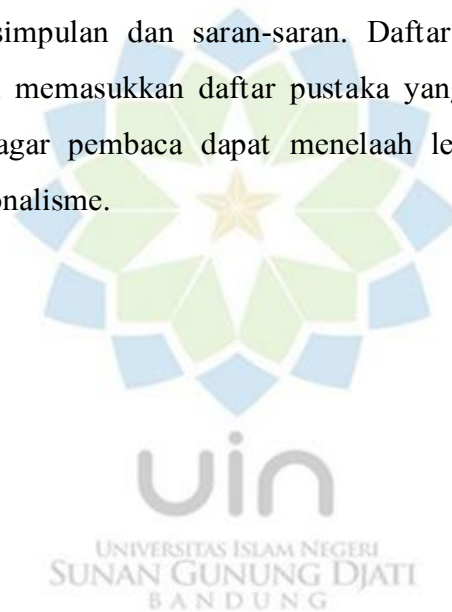 simpulan dan saran-saran. Daftar
memasukkan daftar pustaka yang
agar pembaca dapat menelaah le
onalisme.
uin
UNIVERSITAS ISLAM NEGERI
SUNAN GUNUNG DJATI
BANDUNG